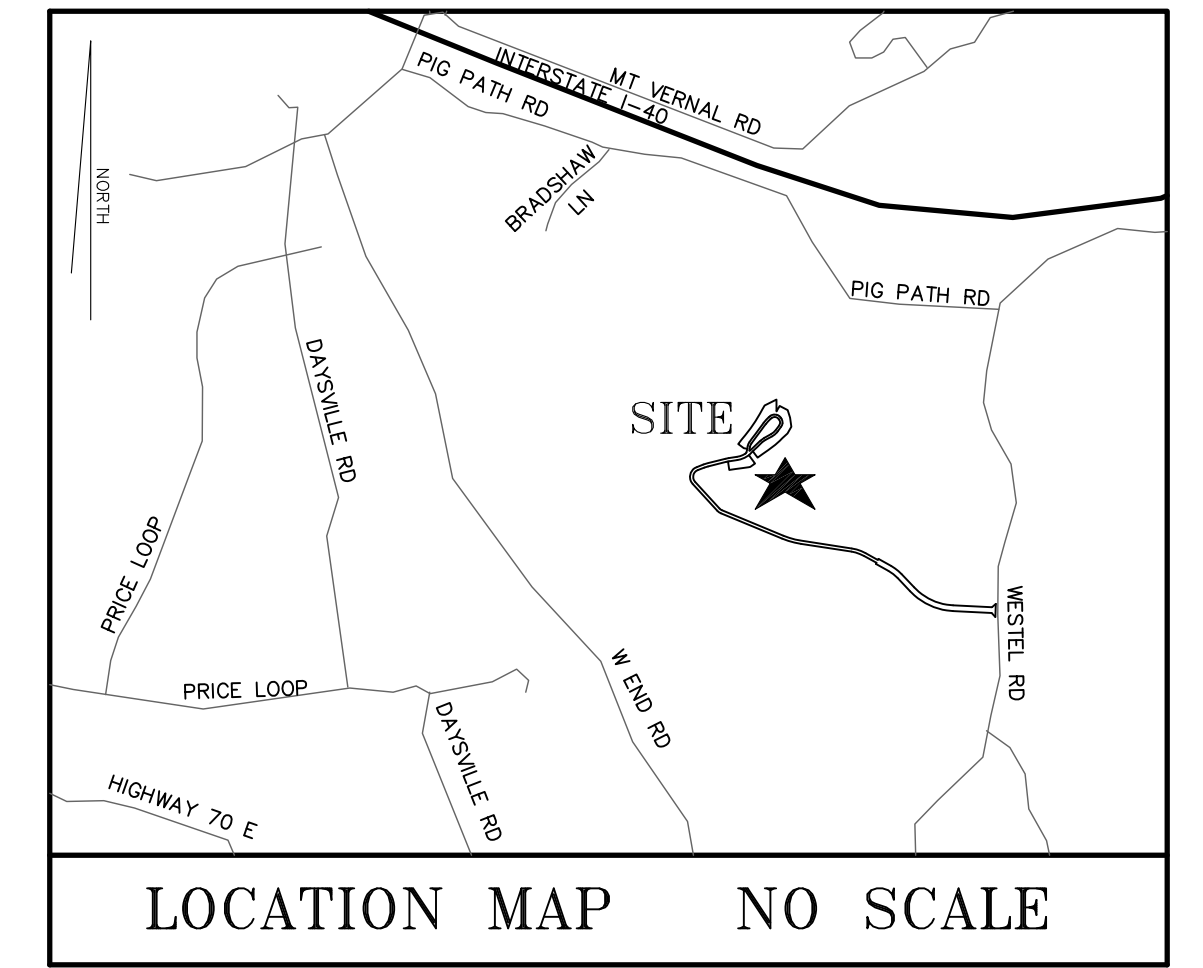 MT VERNAL RD
INTERSTATE I-40
PIG PATH RD
BRADSHAW
LN
NORTH
PIG PATH RD
DAYSVILLE RD
SITE
PRICE LOOP
WESTEL RD
W END RD
PRICE LOOP
DAYSVILLE RD
HIGHWAY 70 E
LOCATION MAP NO SCALE